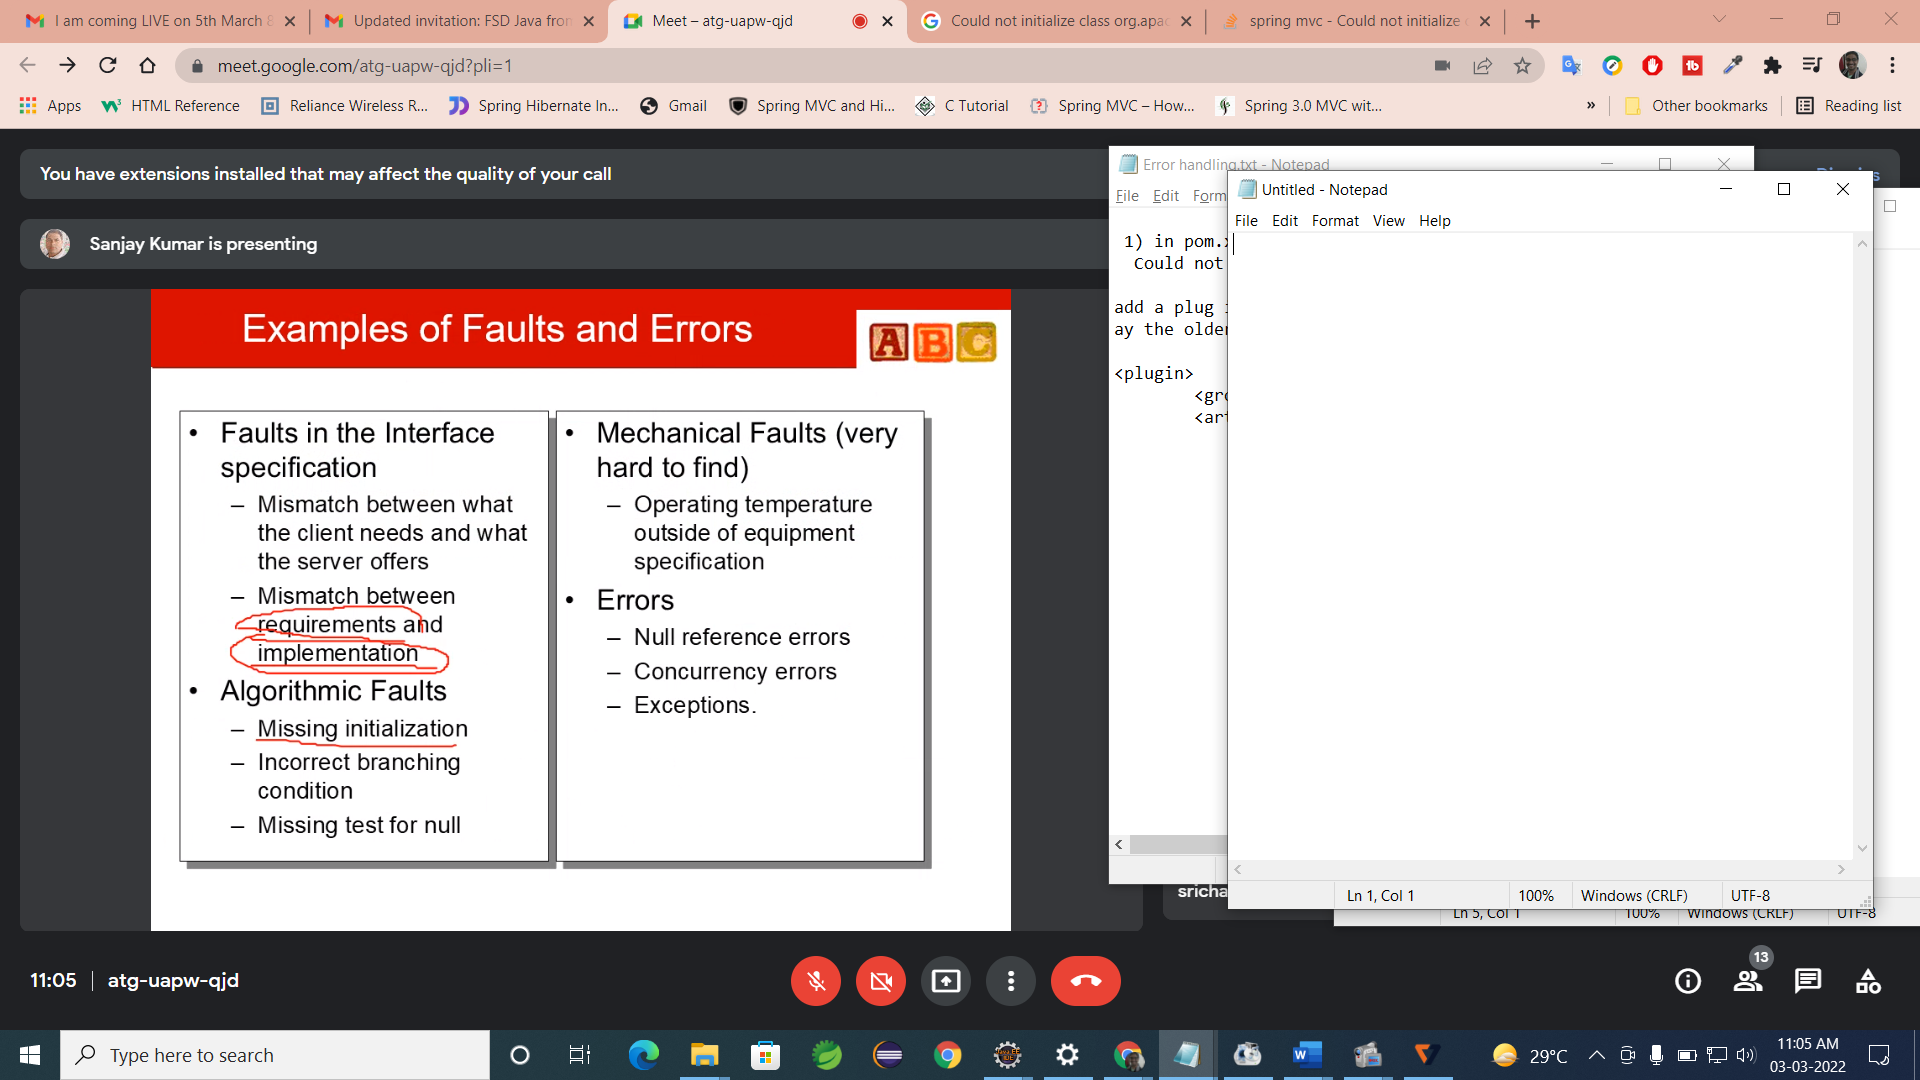 I am coming LIVE on 5th March 8
Updated invitation: FSD Java from
Meet – atg-uapw-qjd
Could not initialize class org.apac
spring mvc - Could not initialize c
meet.google.com/atg-uapw-qjd?pli=1
Apps
HTML Reference
Reliance Wireless R...
Spring Hibernate In...
Gmail
Spring MVC and Hi...
C Tutorial
Spring MVC – How...
Spring 3.0 MVC wit...
»
Other bookmarks
Reading list
You have extensions installed that may affect the quality of your call
Sanjay Kumar is presenting
Examples of Faults and Errors
A B C
• Faults in the Interface
specification
– Mismatch between what
the client needs and what
the server offers
– Mismatch between
requirements and
implementation
• Algorithmic Faults
– Missing initialization
– Incorrect branching
condition
– Missing test for null
• Mechanical Faults (very
hard to find)
– Operating temperature
outside of equipment
specification
• Errors
– Null reference errors
– Concurrency errors
– Exceptions.
Error handling.txt - Notepad
File Edit Form
1) in pom.x
Could not
add a plug
ay the older
<plugin>
<gro
<art
Untitled - Notepad
File Edit Format View Help
Ln 1, Col 1 100% Windows (CRLF) UTF-8
Ln 5, Col 1 100% Windows (CRLF) UTF-8
sricha
11:05 | atg-uapw-qjd
13
Type here to search
29°C
11:05 AM
03-03-2022